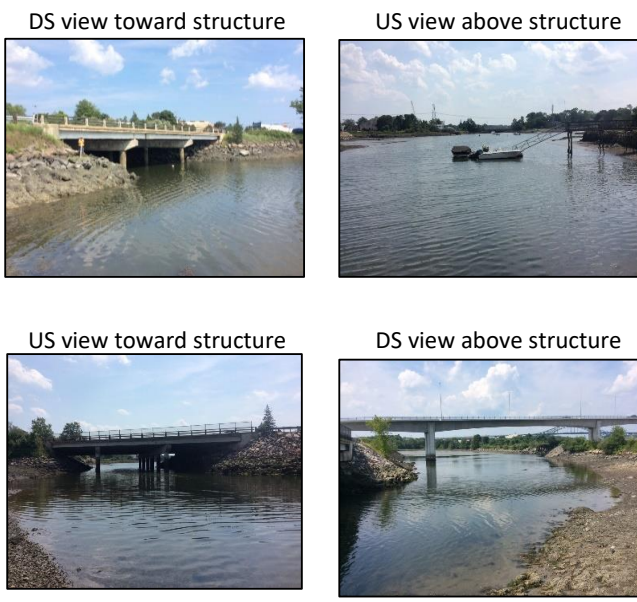 DS view toward structure
US view above structure
US view toward structure
DS view above structure